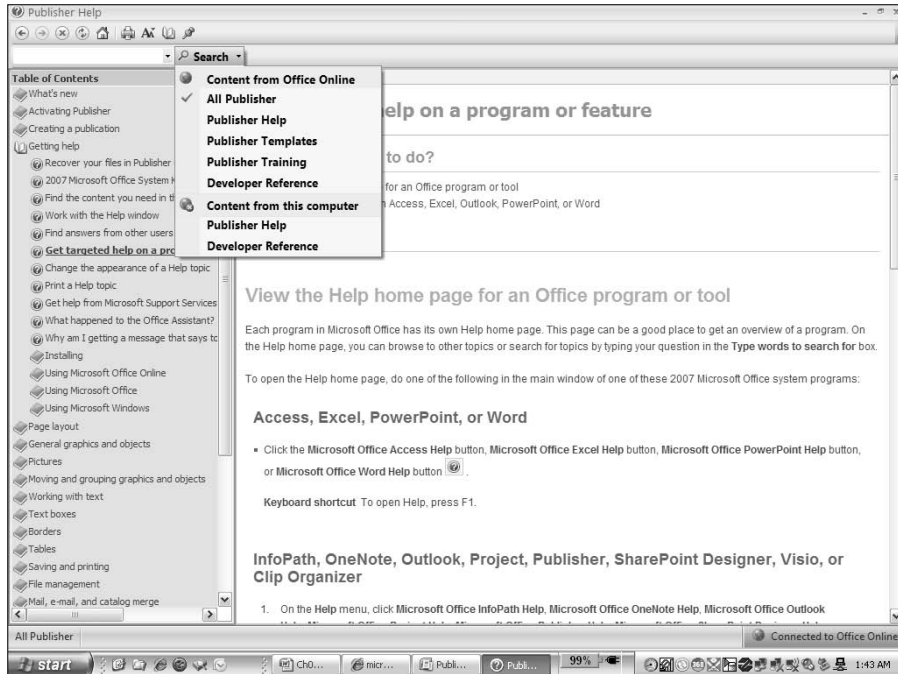 Publisher Help
Search
Table of Contents
What's new
Activating Publisher
Creating a publication
Getting help
Recover your files in Publisher
2007 Microsoft Office System
Find the content you need in
Work with the Help window
Find answers from other users
Get targeted help on a
Change the appearance of a Help topic
Print a Help topic
Get help from Microsoft Support Services
What happened to the Office Assistant?
Why am I getting a message that says
Installing
Using Microsoft Office Online
Using Microsoft Office
Using Microsoft Windows
Page layout
General graphics and objects
Pictures
Moving and grouping graphics and objects
Working with text
Text boxes
Borders
Tables
Saving and printing
File management
Mail, e-mail, and catalog merge
Content from Office Online
All Publisher
Publisher Help
Publisher Templates
Publisher Training
Developer Reference
Content from this computer
Publisher Help
Developer Reference
elp on a program or feature
to do?
for an Office program or tool
Access, Excel, Outlook, PowerPoint, or Word
View the Help home page for an Office program or tool
Each program in Microsoft Office has its own Help home page. This page can be a good place to get an overview of a program. On
the Help home page, you can browse to other topics or search for topics by typing your question in the Type words to search for box.
To open the Help home page, do one of the following in the main window of one of these 2007 Microsoft Office system programs:
Access, Excel, PowerPoint, or Word
Click the Microsoft Office Access Help button, Microsoft Office Excel Help button, Microsoft Office PowerPoint Help button,
or Microsoft Office Word Help button .
Keyboard shortcut To open Help, press F1.
InfoPath, OneNote, Outlook, Project, Publisher, SharePoint Designer, Visio, or
Clip Organizer
1. On the Help menu, click Microsoft Office InfoPath Help, Microsoft Office OneNote Help, Microsoft Office Outlook
All Publisher
Connected to Office Online
start
Ch0...
micr...
Publi...
Publi...
99%
1:43 AM